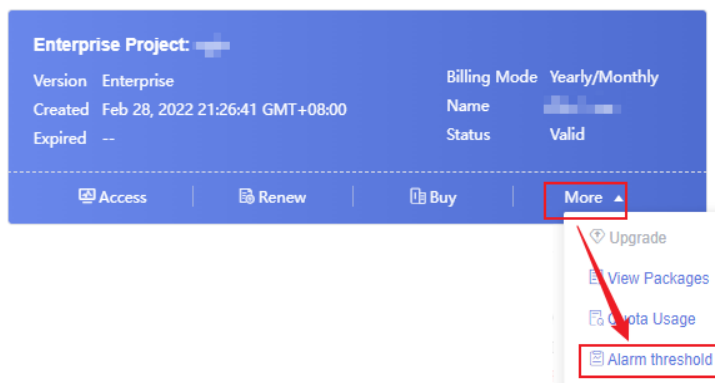 Enterprise Project:
Version Enterprise
Billing Mode Yearly/Monthly
Created Feb 28, 2022 21:26:41 GMT+08:00
Name
Expired --
Status Valid
Access Renew Buy More
Upgrade
View Packages
Quota Usage
Alarm threshold